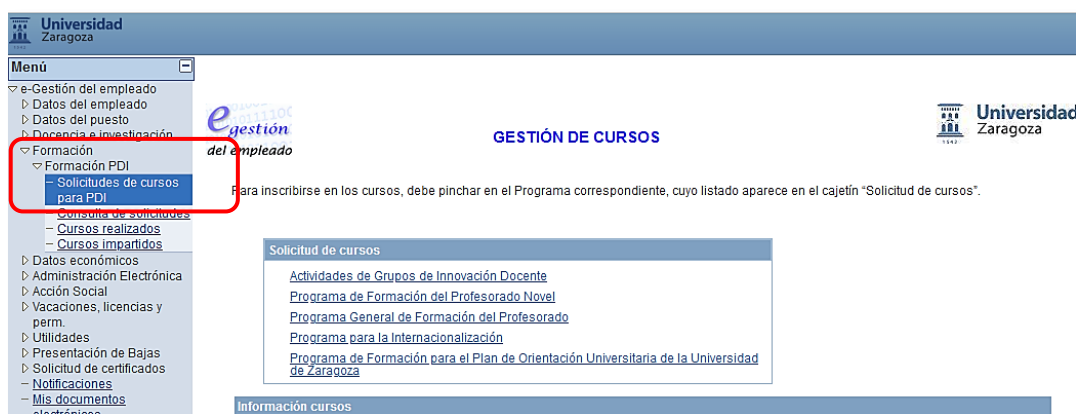 Universidad
Zaragoza
1542
Menú
e-Gestión del empleado
Datos del empleado
Datos del puesto
Docencia e investigación
Formación
Formación PDI
Solicitudes de cursos
para PDI
Consulta de solicitudes
Cursos realizados
Cursos impartidos
Datos económicos
Administración Electrónica
Acción Social
Vacaciones, licencias y
perm.
Utilidades
Presentación de Bajas
Solicitud de certificados
Notificaciones
Mis documentos
electrónicos
e
gestión
del empleado
GESTIÓN DE CURSOS
Universidad
Zaragoza
1542
Para inscribirse en los cursos, debe pinchar en el Programa correspondiente, cuyo listado aparece en el cajetín “Solicitud de cursos”.
Solicitud de cursos
Actividades de Grupos de Innovación Docente
Programa de Formación del Profesorado Novel
Programa General de Formación del Profesorado
Programa para la Internacionalización
Programa de Formación para el Plan de Orientación Universitaria de la Universidad
de Zaragoza
Información cursos